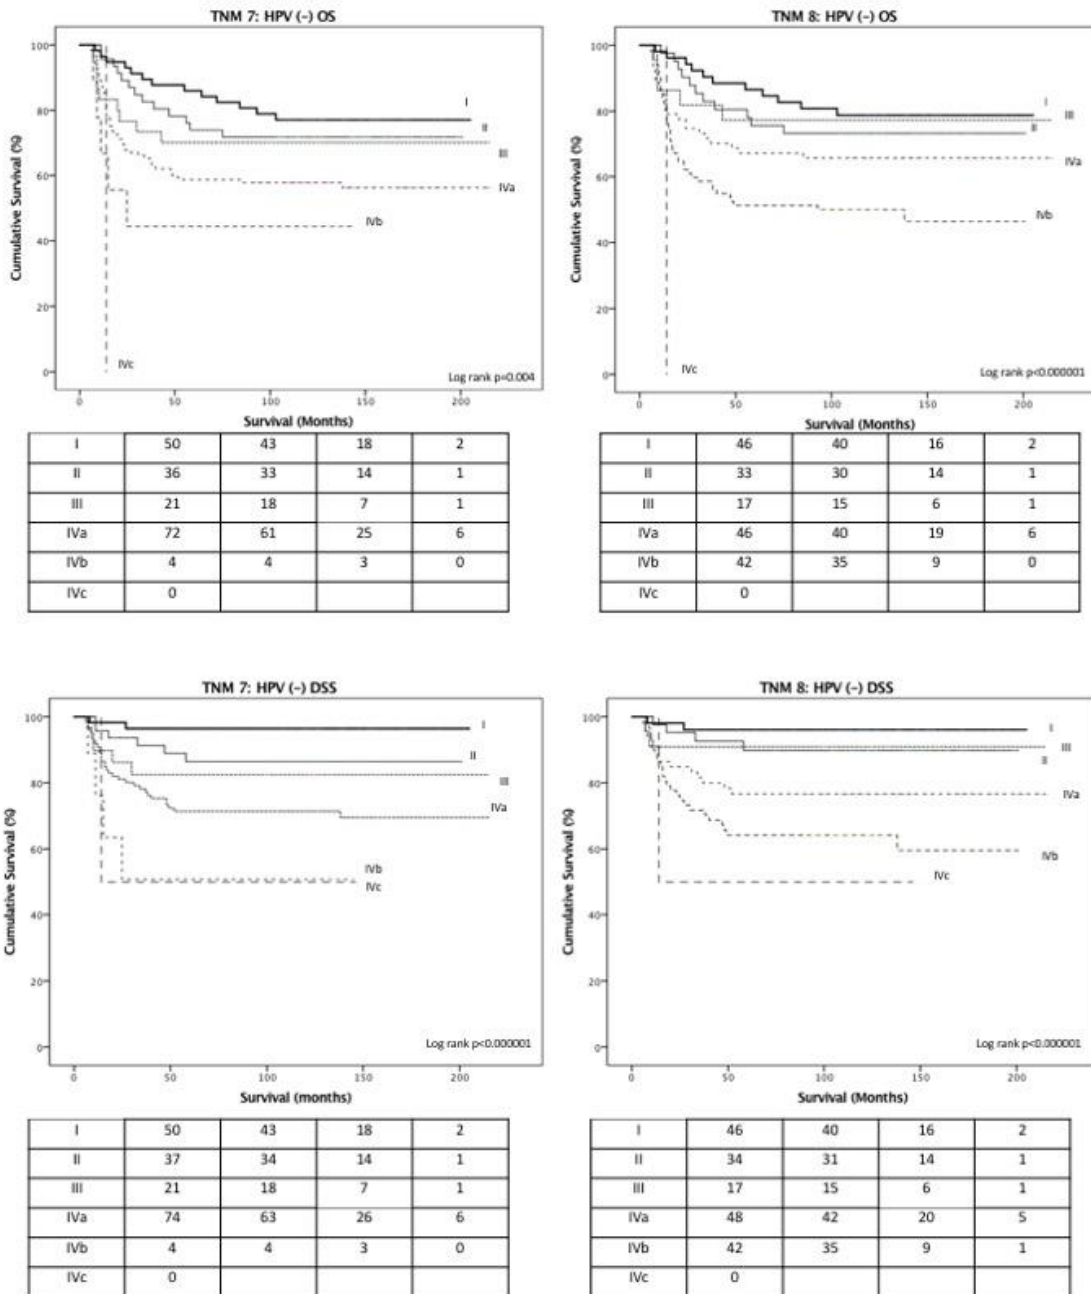 TNM 7: HPV (-) OS
Cumulative Survival (%)
100
80
60
40
20
0
I
II
III
IVa
IVb
IVc
Log rank p=0.004
0 50 100 150 200
Survival (Months)
I 50 43 18 2
II 36 33 14 1
III 21 18 7 1
IVa 72 61 25 6
IVb 4 4 3 0
IVc 0
TNM 8: HPV (-) OS
Cumulative Survival (%)
100
80
60
40
20
0
I
III
II
IVa
IVb
IVc
Log rank p<0.000001
0 50 100 150 200
Survival (Months)
I 46 40 16 2
II 33 30 14 1
III 17 15 6 1
IVa 46 40 19 6
IVb 42 35 9 0
IVc 0
TNM 7: HPV (-) DSS
Cumulative Survival (%)
100
80
60
40
20
0
I
II
III
IVa
IVb
IVc
Log rank p<0.000001
0 50 100 150 200
Survival (months)
I 50 43 18 2
II 37 34 14 1
III 21 18 7 1
IVa 74 63 26 6
IVb 4 4 3 0
IVc 0
TNM 8: HPV (-) DSS
Cumulative Survival (%)
100
80
60
40
20
0
I
III
II
IVa
IVb
IVc
Log rank p<0.000001
0 50 100 150 200
Survival (Months)
I 46 40 16 2
II 34 31 14 1
III 17 15 6 1
IVa 48 42 20 5
IVb 42 35 9 1
IVc 0